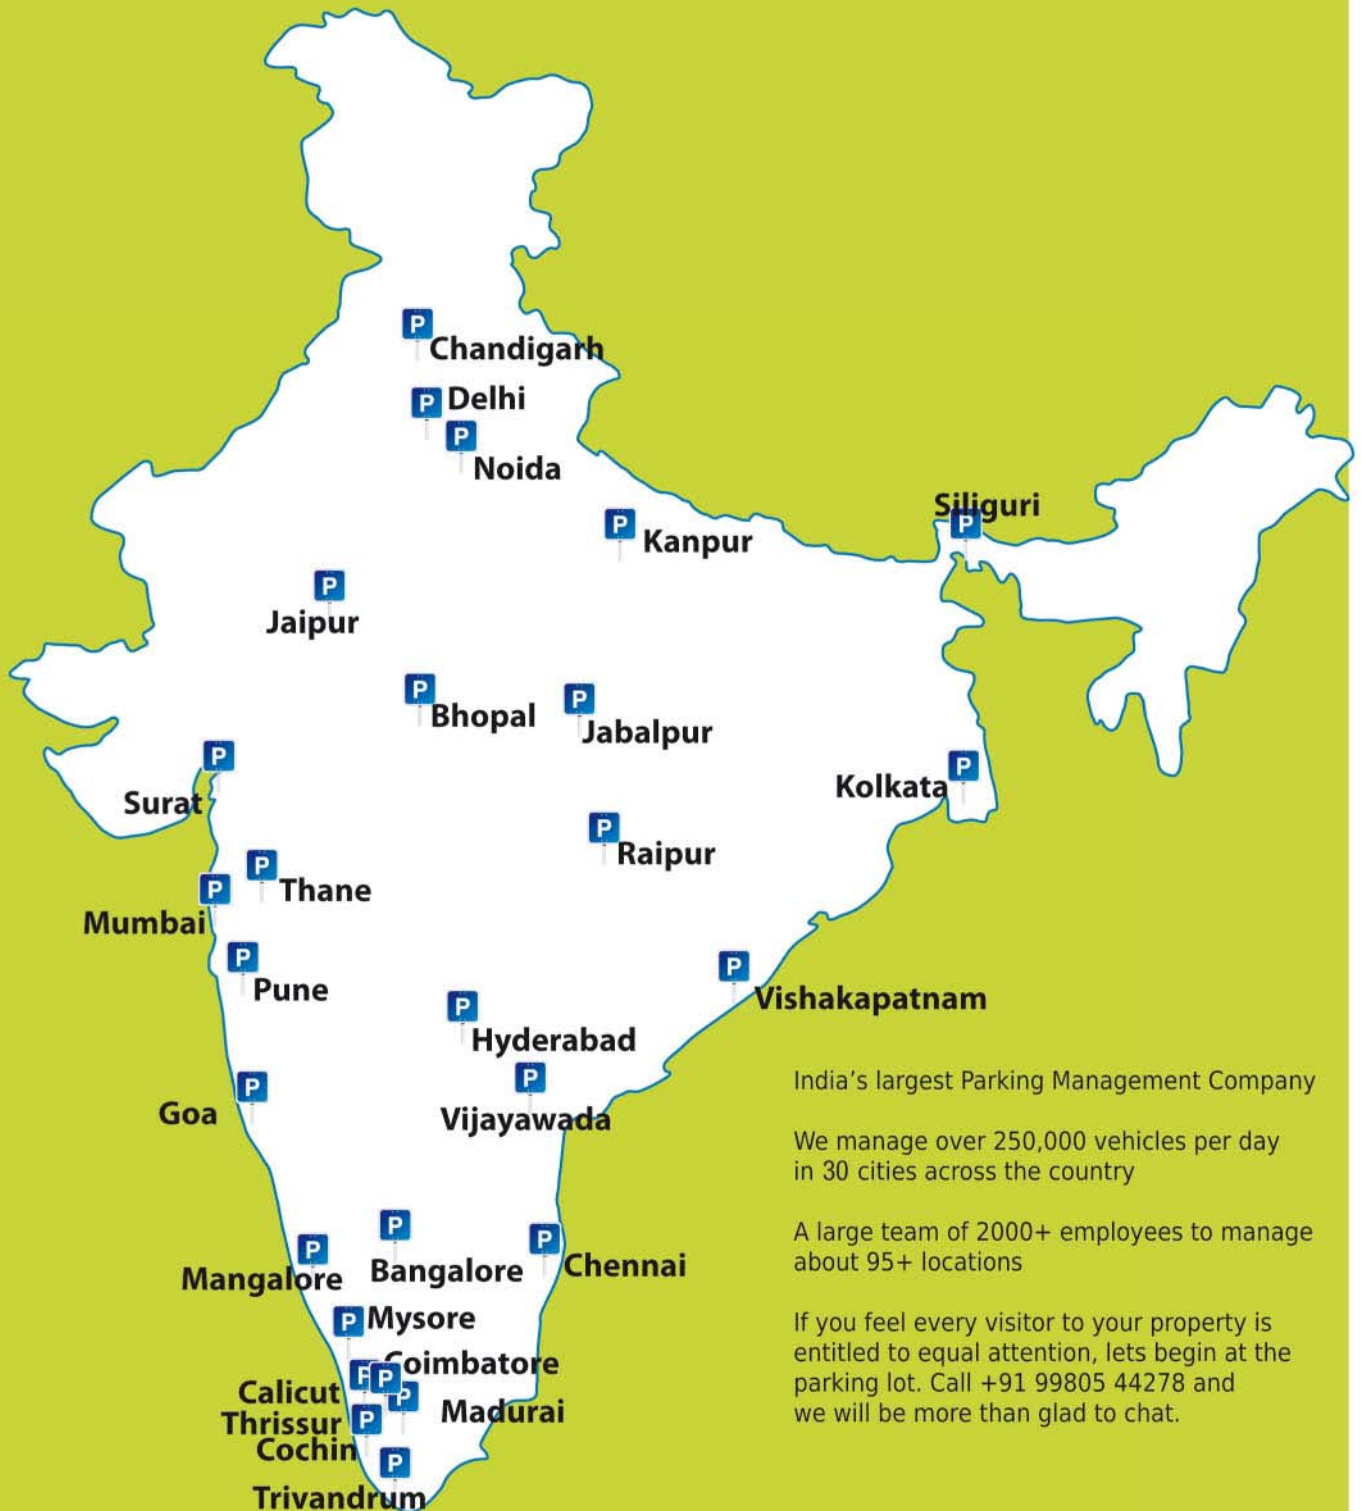 P
Chandigarh
P Delhi
P
Noida
Siliguri
P
P
Kanpur
P
Jaipur
P
Bhopal
P
Jabalpur
P
Surat
P
Kolkata
P
Raipur
P
Thane
P
Mumbai
P
Pune
P
Vishakapatnam
P
Hyderabad
P
Vijayawada
P
Goa
India's largest Parking Management Company
We manage over 250,000 vehicles per day
in 30 cities across the country
A large team of 2000+ employees to manage
about 95+ locations
If you feel every visitor to your property is
entitled to equal attention, lets begin at the
parking lot. Call +91 99805 44278 and
we will be more than glad to chat.
P
Bangalore
P
Chennai
P
Mangalore
P Mysore
Coimbatore
P P
P
Calicut
Madurai
Thrissur P
Cochin
P
Trivandrum